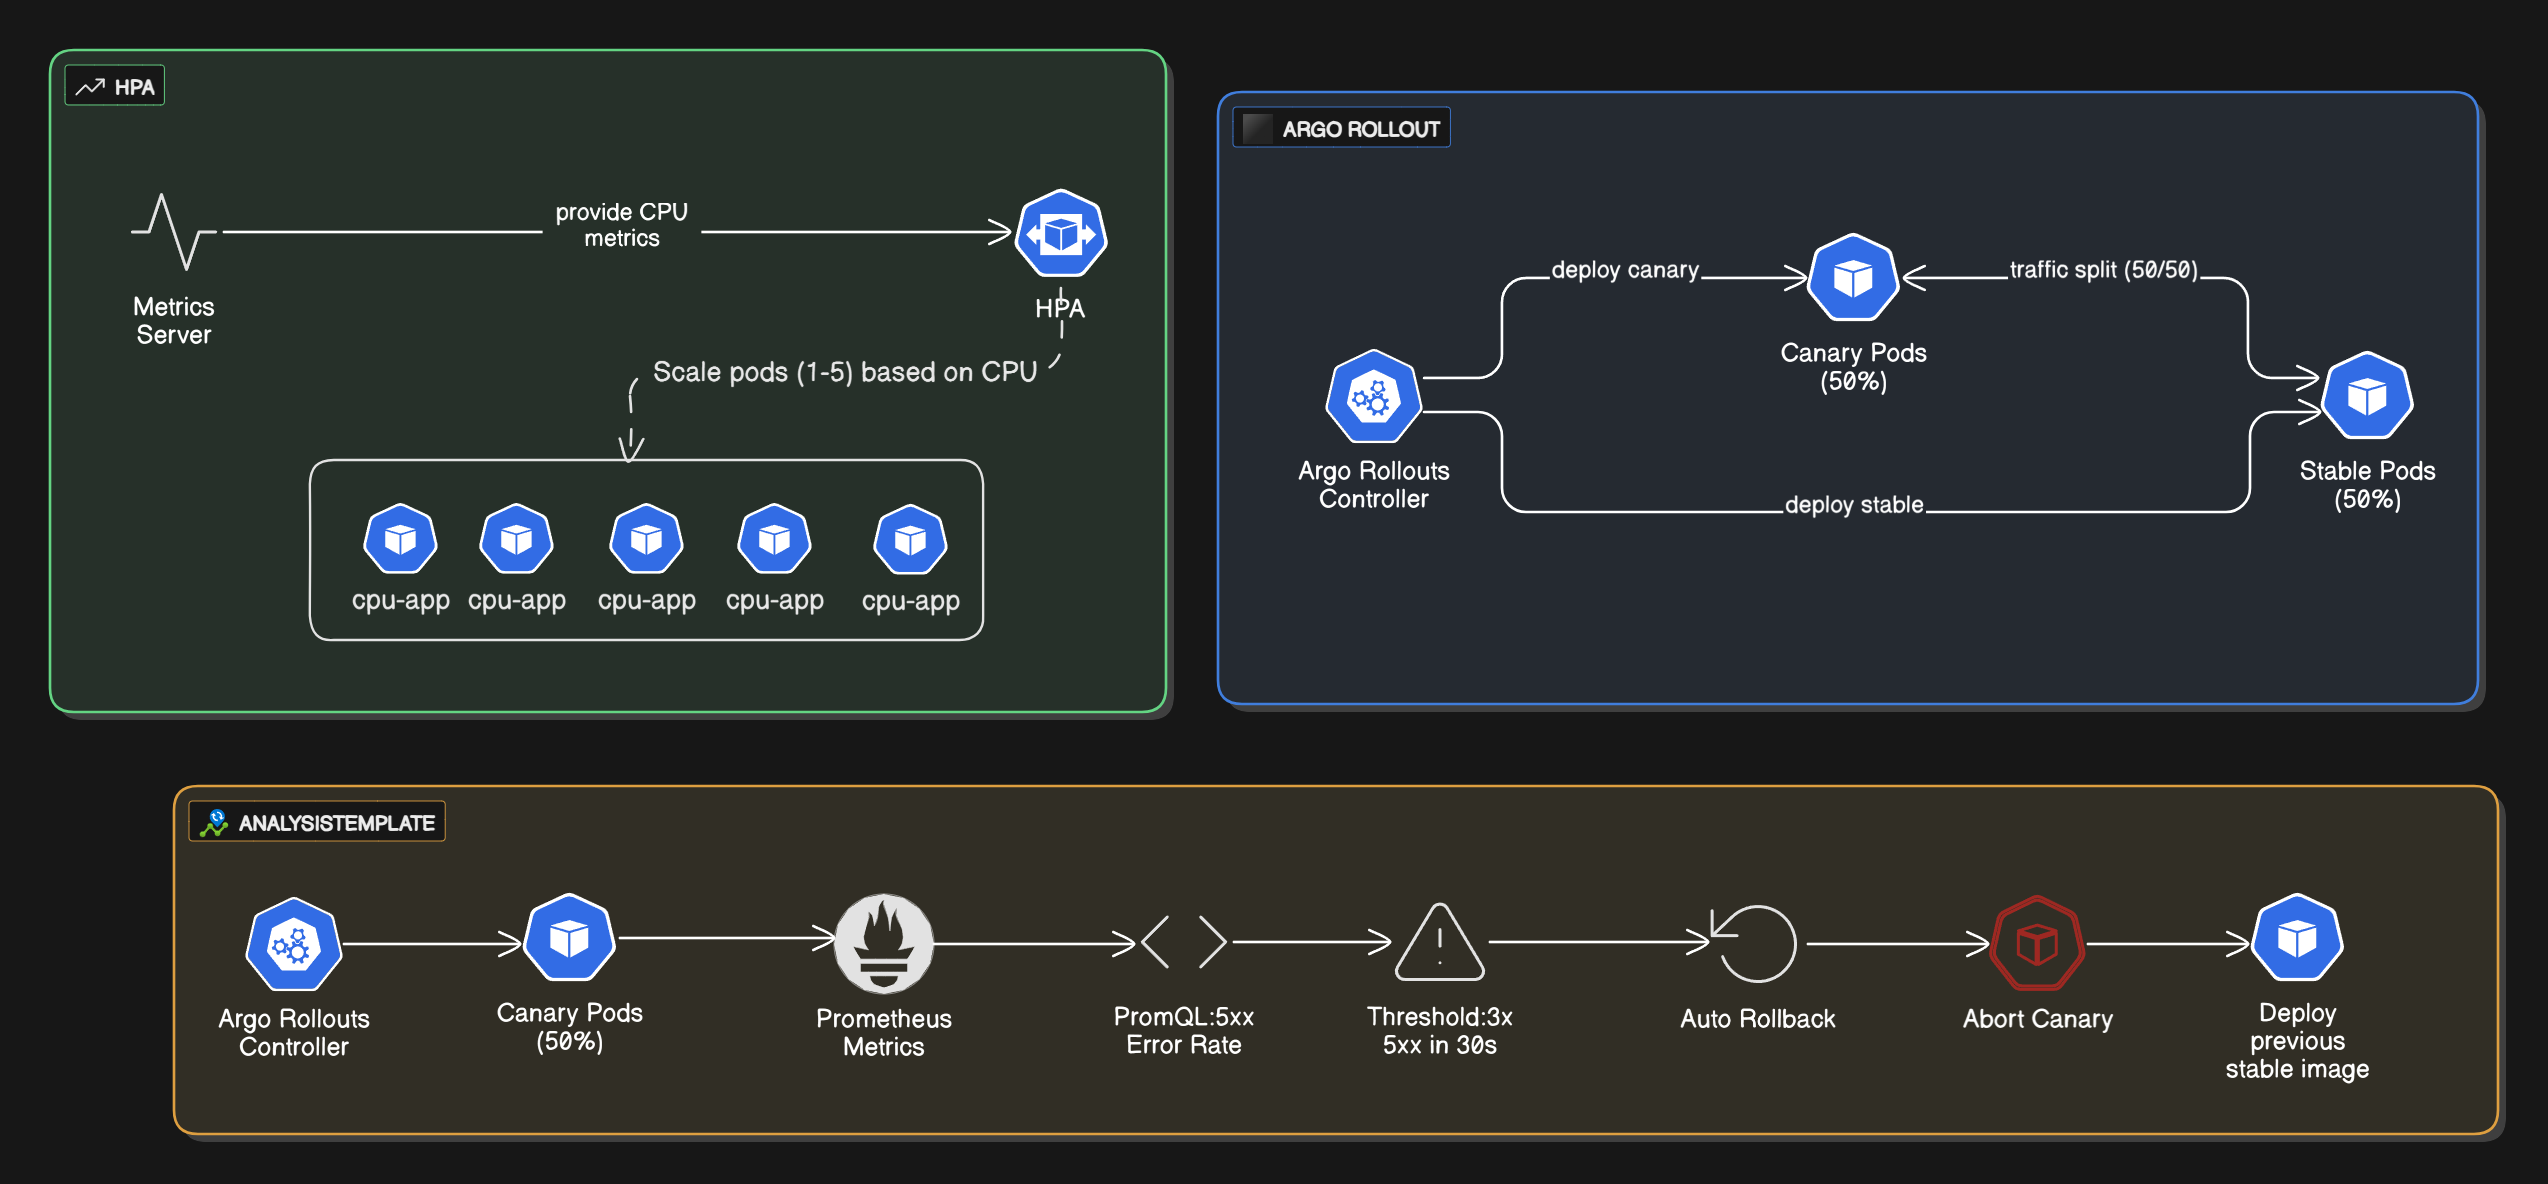 HPA
provide CPU
metrics
Metrics
Server
HPA
Scale pods (1-5) based on CPU
cpu-app
cpu-app
cpu-app
cpu-app
cpu-app
ARGO ROLLOUT
deploy canary
traffic split (50/50)
Canary Pods
(50%)
Argo Rollouts
Controller
Stable Pods
(50%)
deploy stable
ANALYSISTEMPLATE
Argo Rollouts
Controller
Canary Pods
(50%)
Prometheus
Metrics
PromQL:5xx
Error Rate
Threshold:3x
5xx in 30s
Auto Rollback
Abort Canary
Deploy
previous
stable image